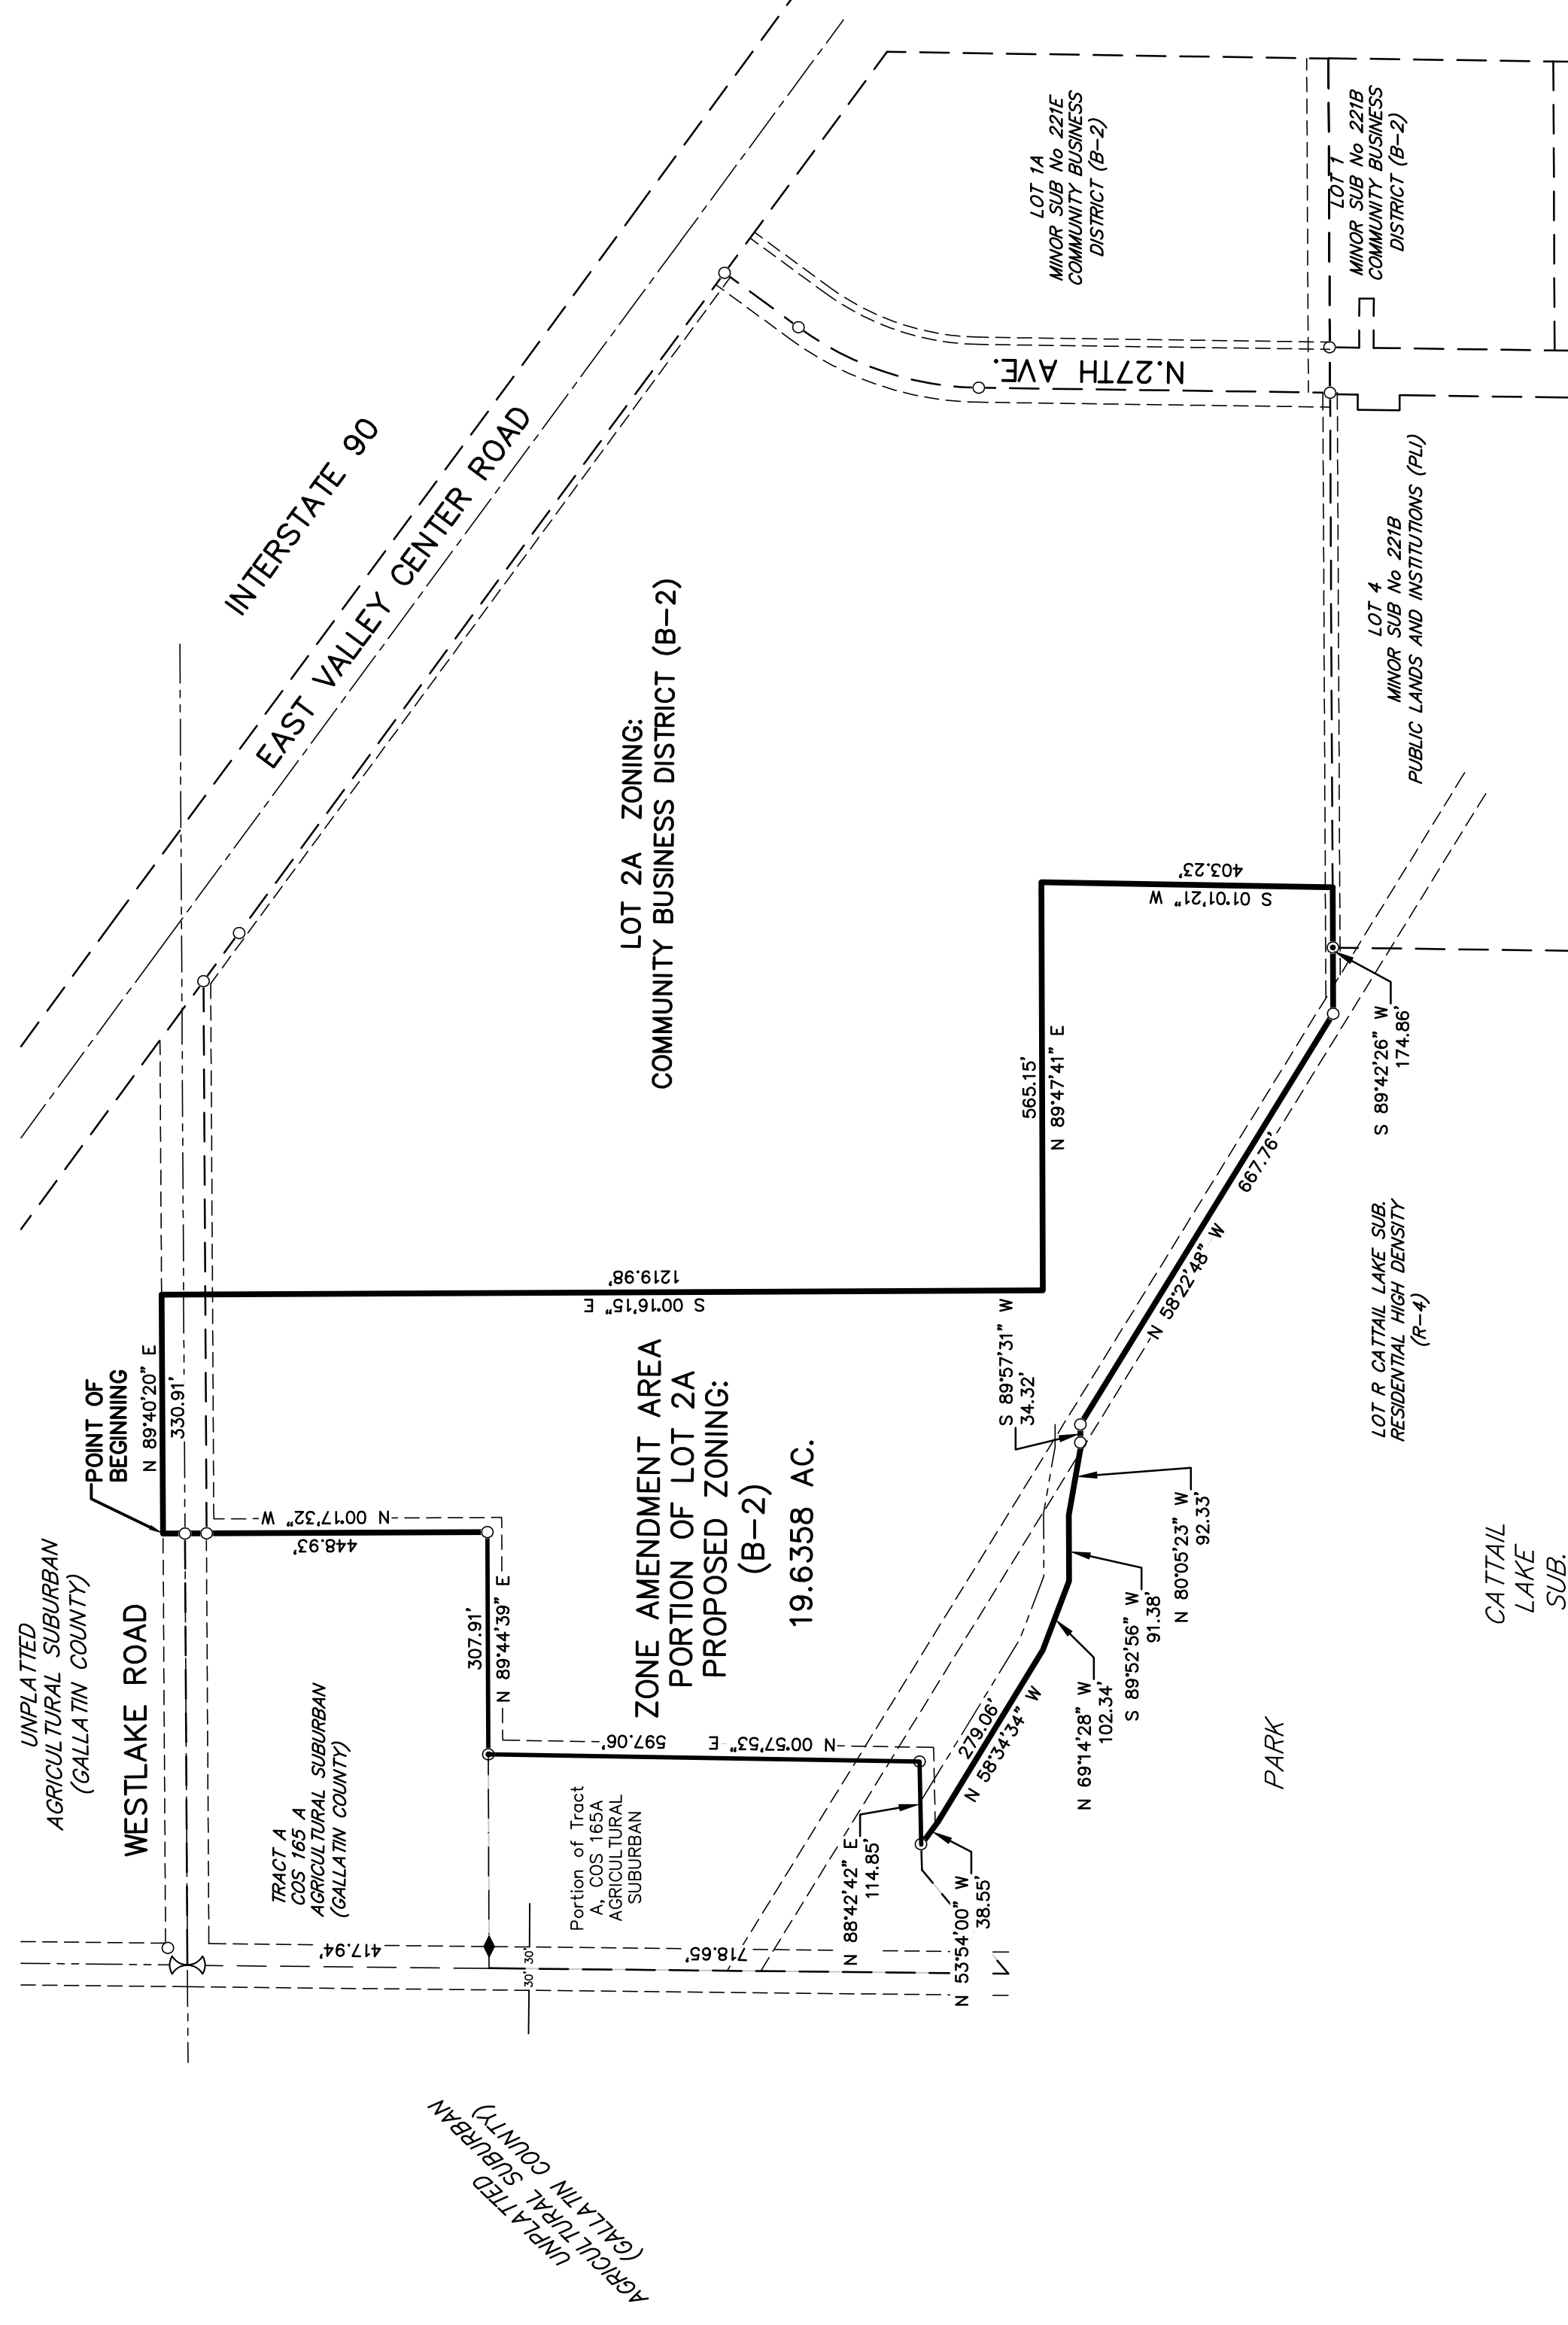 INTERSTATE 90
EAST VALLEY CENTER ROAD
LOT 1A
MINOR SUB No 221E
COMMUNITY BUSINESS
DISTRICT (B-2)
LOT 1
MINOR SUB No 221B
COMMUNITY BUSINESS
DISTRICT (B-2)
N.27TH AVE.
LOT 4
MINOR SUB No 221B
PUBLIC LANDS AND INSTITUTIONS (PLI)
LOT 2A ZONING:
COMMUNITY BUSINESS DISTRICT (B-2)
403.23'
S 01°01'21" W
565.15'
N 89°47'41" E
S 89°42'26" W
174.86'
667.76'
N 58°22'48" W
LOT R CATTAIL LAKE SUB.
RESIDENTIAL HIGH DENSITY
(R-4)
1219.98'
S 00°16'15" E
POINT OF
BEGINNING
N 89°40'20" E
330.91'
S 89°57'31" W
34.32'
N 80°05'23" W
92.33'
S 89°52'56" W
91.38'
N 69°14'28" W
102.34'
ZONE AMENDMENT AREA
PORTION OF LOT 2A
PROPOSED ZONING:
(B-2)
19.6358 AC.
N 00°17'32" W
448.93'
307.91'
N 89°44'39" E
597.06'
N 00°57'53" E
279.06'
N 58°34'34" W
N 88°42'42" E
114.85'
N 53°54'00" W
38.55'
UNPLATTED
AGRICULTURAL SUBURBAN
(GALLATIN COUNTY)
WESTLAKE ROAD
TRACT A
COS 165 A
AGRICULTURAL SUBURBAN
(GALLATIN COUNTY)
Portion of Tract
A, COS 165A
AGRICULTURAL
SUBURBAN
417.94'
718.65'
30' 30'
PARK
CATTAIL
LAKE
SUB.
UNPLATTED
AGRICULTURAL SUBURBAN
(GALLATIN COUNTY)